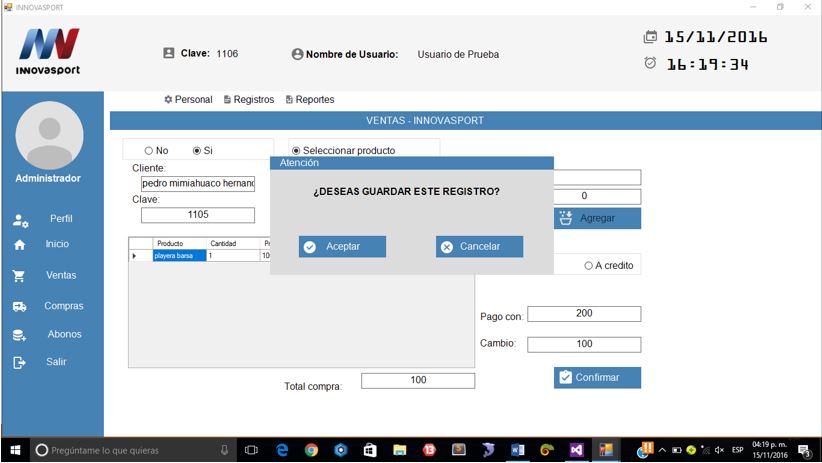 INNOVASPORT
INNOVASPORT
Clave: 1106
Nombre de Usuario: Usuario de Prueba
15/11/2016
16:19:34
Personal Registros Reportes
VENTAS - INNOVASPORT
Administrador
Perfil
Inicio
Ventas
Compras
Abonos
Salir
No Si Seleccionar producto
Cliente:
pedro mimiahuaco hernand
Clave:
1105
Atención
¿DESEAS GUARDAR ESTE REGISTRO?
Aceptar Cancelar
0
Agregar
Producto Cantidad
playera barsa 1 10
A credito
Pago con: 200
Cambio: 100
Total compra: 100
Confirmar
Pregúntame lo que quieras
ESP
04:19 p. m.
15/11/2016